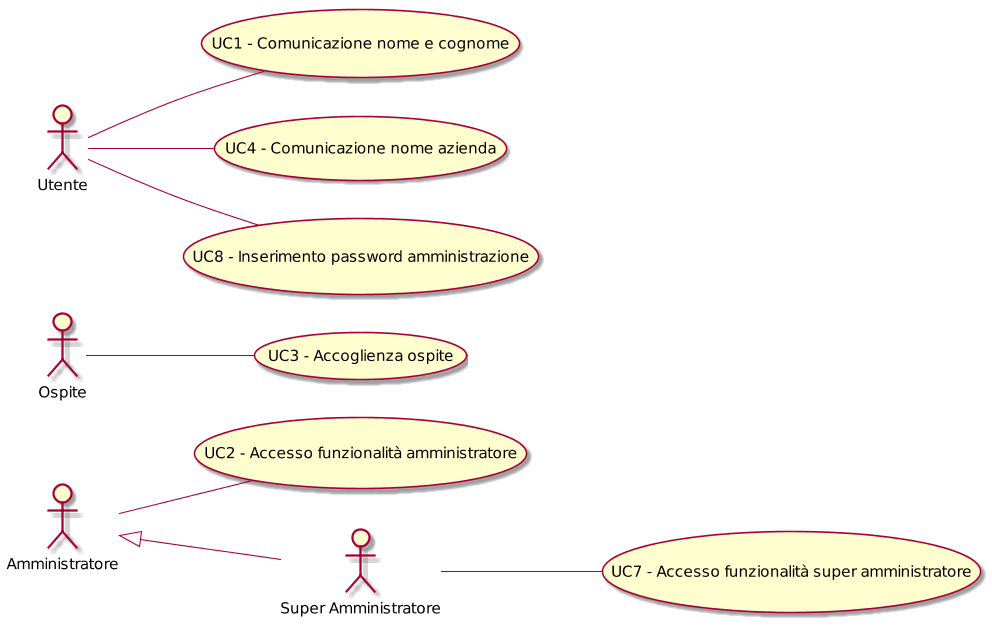 UC1 - Comunicazione nome e cognome
UC4 - Comunicazione nome azienda
Utente
UC8 - Inserimento password amministrazione
UC3 - Accoglienza ospite
Ospite
UC2 - Accesso funzionalità amministratore
Amministratore
UC7 - Accesso funzionalità super amministratore
Super Amministratore